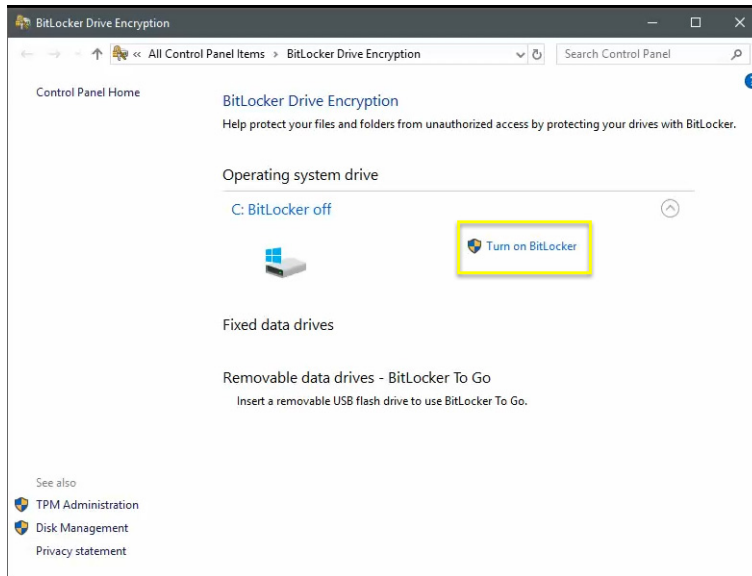 BitLocker Drive Encryption
« All Control Panel Items > BitLocker Drive Encryption
Search Control Panel
Control Panel Home
BitLocker Drive Encryption
Help protect your files and folders from unauthorized access by protecting your drives with BitLocker.
Operating system drive
C: BitLocker off
Turn on BitLocker
Fixed data drives
Removable data drives - BitLocker To Go
Insert a removable USB flash drive to use BitLocker To Go.
See also
TPM Administration
Disk Management
Privacy statement